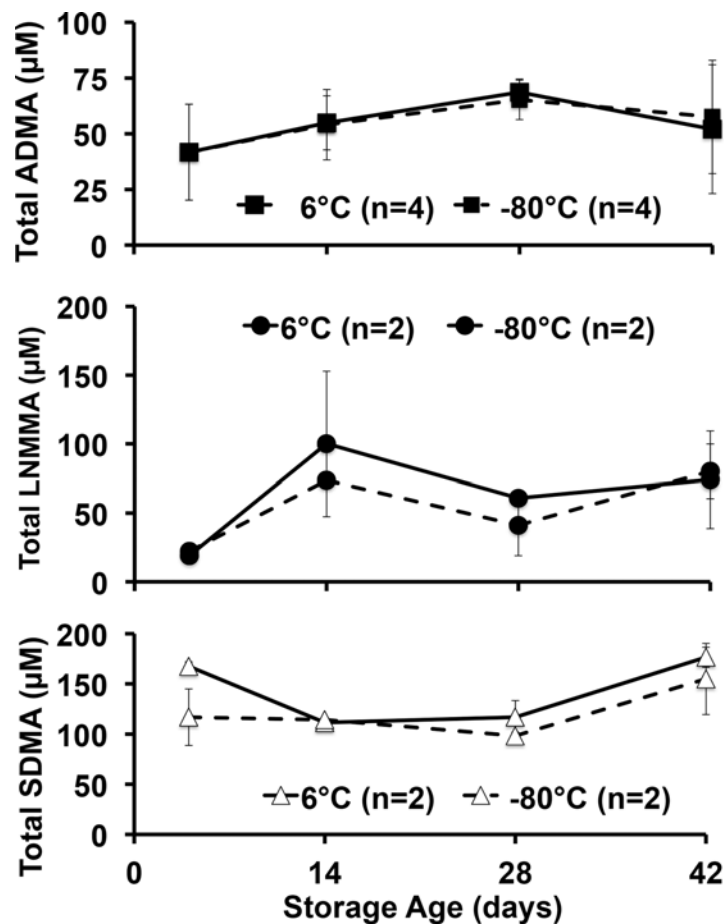 Total ADMA (µM)
100
75
50
25
0
6°C (n=4) -80°C (n=4)
Total LNMMA (µM)
200
150
100
50
0
6°C (n=2) -80°C (n=2)
Total SDMA (µM)
200
150
100
50
0
6°C (n=2) -80°C (n=2)
0 14 28 42
Storage Age (days)